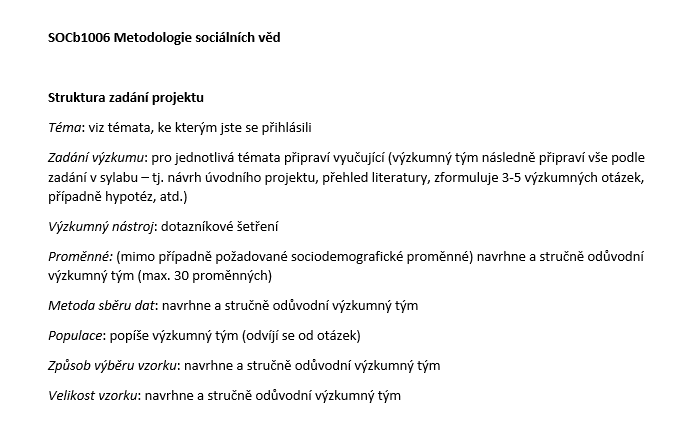 SOCb1006 Metodologie sociálních věd
Struktura zadání projektu
Téma: viz témata, ke kterým jste se přihlásili
Zadání výzkumu: pro jednotlivá témata připraví vyučující (výzkumný tým následně připraví vše podle
zadání v sylabu – tj. návrh úvodního projektu, přehled literatury, zformuluje 3-5 výzkumných otázek,
případně hypotéz, atd.)
Výzkumný nástroj: dotazníkové šetření
Proměnné: (mimo případně požadované sociodemografické proměnné) navrhne a stručně odůvodní
výzkumný tým (max. 30 proměnných)
Metoda sběru dat: navrhne a stručně odůvodní výzkumný tým
Populace: popíše výzkumný tým (odvíjí se od otázek)
Způsob výběru vzorku: navrhne a stručně odůvodní výzkumný tým
Velikost vzorku: navrhne a stručně odůvodní výzkumný tým